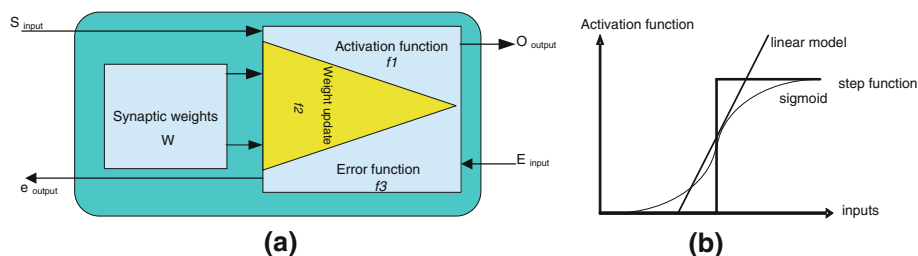 S input
Activation function
f1
O output
Synaptic weights
W
Weight update
f2
Error function
f3
E input
e output
(a)
Activation function
linear model
step function
sigmoid
inputs
(b)